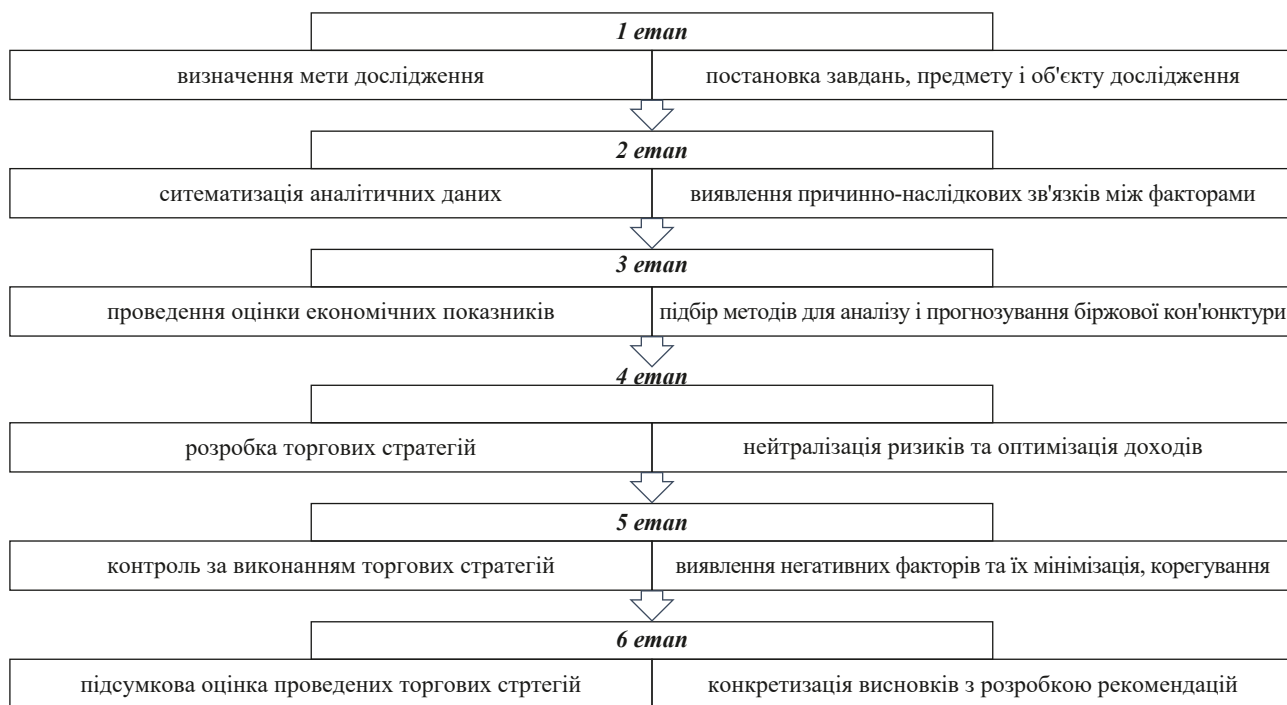 1 етап
визначення мети дослідження
постановка завдань, предмету і об'єкту дослідження
2 етап
ситематизація аналітичних даних
виявлення причинно-наслідкових зв'язків між факторами
3 етап
проведення оцінки економічних показників
підбір методів для аналізу і прогнозування біржової кон'юнктури
4 етап
розробка торгових стратегій
нейтралізація ризиків та оптимізація доходів
5 етап
контроль за виконанням торгових стратегій
виявлення негативних факторів та їх мінімізація, корегування
6 етап
підсумкова оцінка проведених торгових стртегій
конкретизація висновків з розробкою рекомендацій